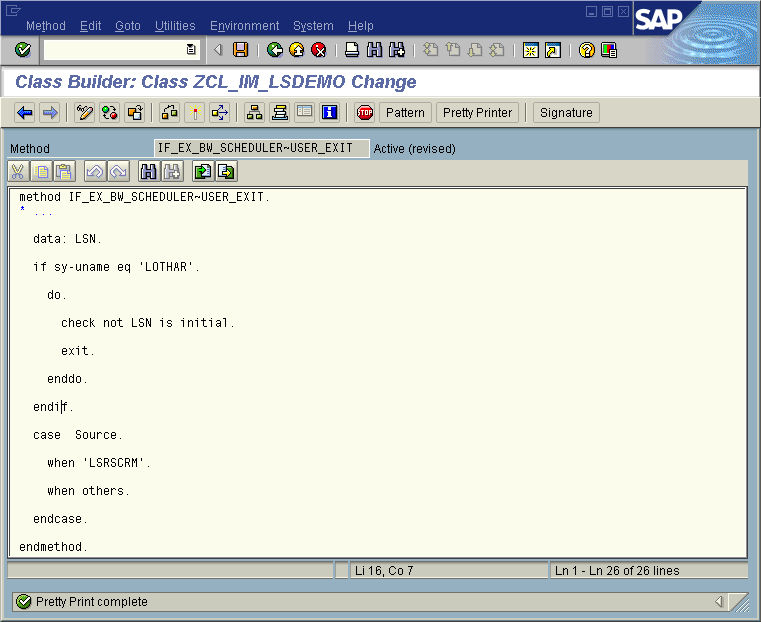 Method Edit Goto Utilities Environment System Help
SAP
Class Builder: Class ZCL_IM_LSDEMO Change
STOP Pattern Pretty Printer Signature
Method IF_EX_BW_SCHEDULER~USER_EXIT Active (revised)
method IF_EX_BW_SCHEDULER~USER_EXIT.
* ...
data: LSN.
if sy-uname eq 'LOTHAR'.
do.
check not LSN is initial.
exit.
enddo.
endif.
case  Source.
when 'LSRSCRM'.
when others.
endcase.
endmethod.
Li 16, Co 7 Ln 1 - Ln 26 of 26 lines
Pretty Print complete